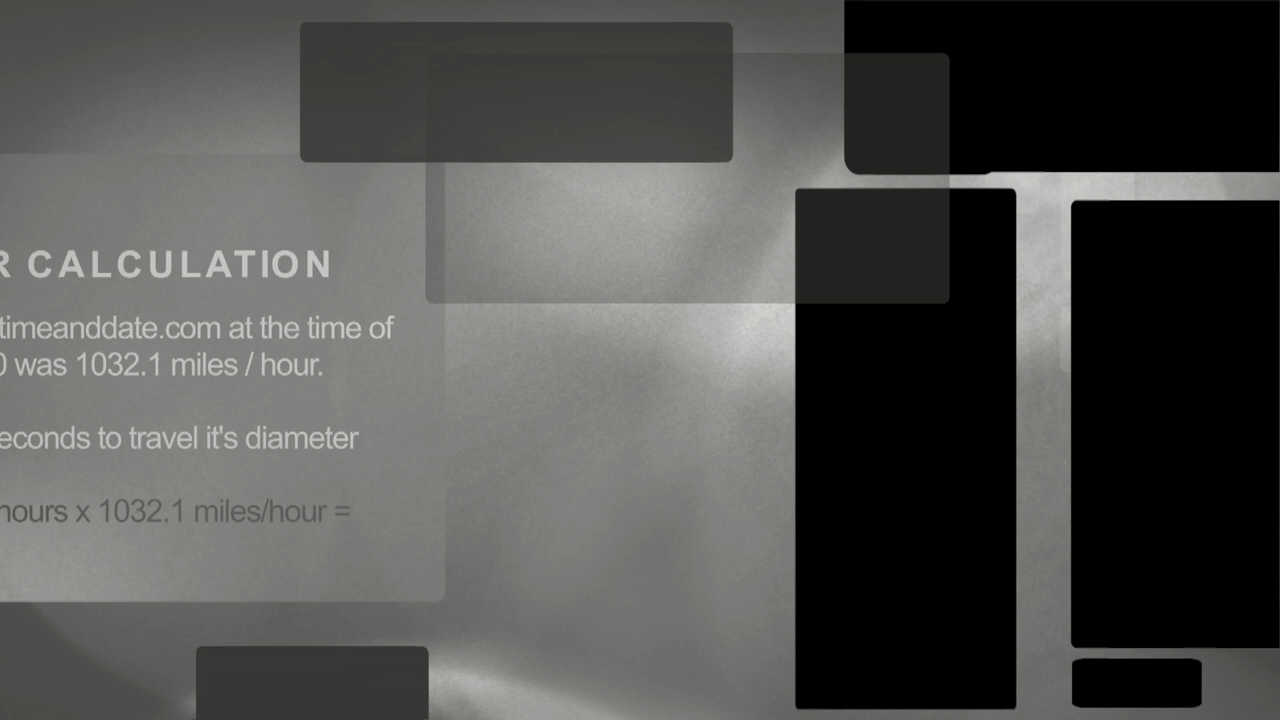 R CALCULATION
timeanddate.com at the time of
0 was 1032.1 miles / hour.
econds to travel it's diameter
hours x 1032.1 miles/hour =